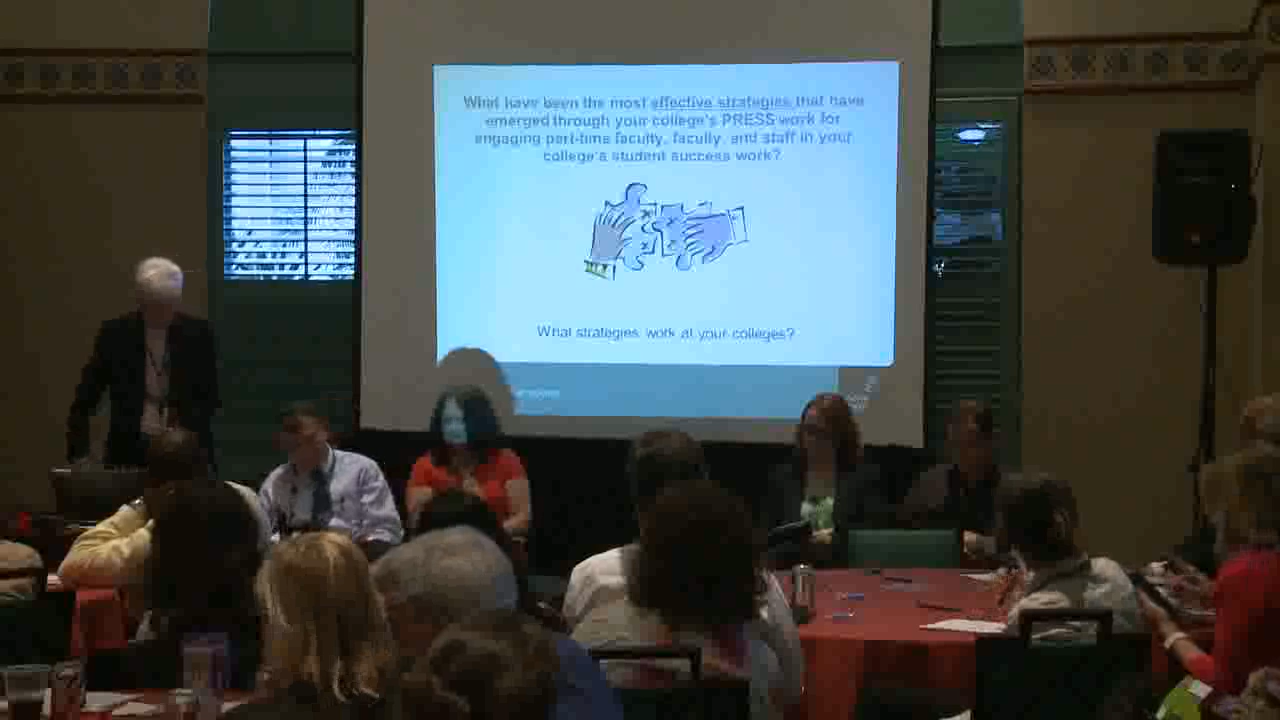 What have been the most effective strategies that have
emerged through your college's PRESS work for
engaging part-time faculty, faculty, and staff in your
college's student success work?
What strategies work at your colleges?